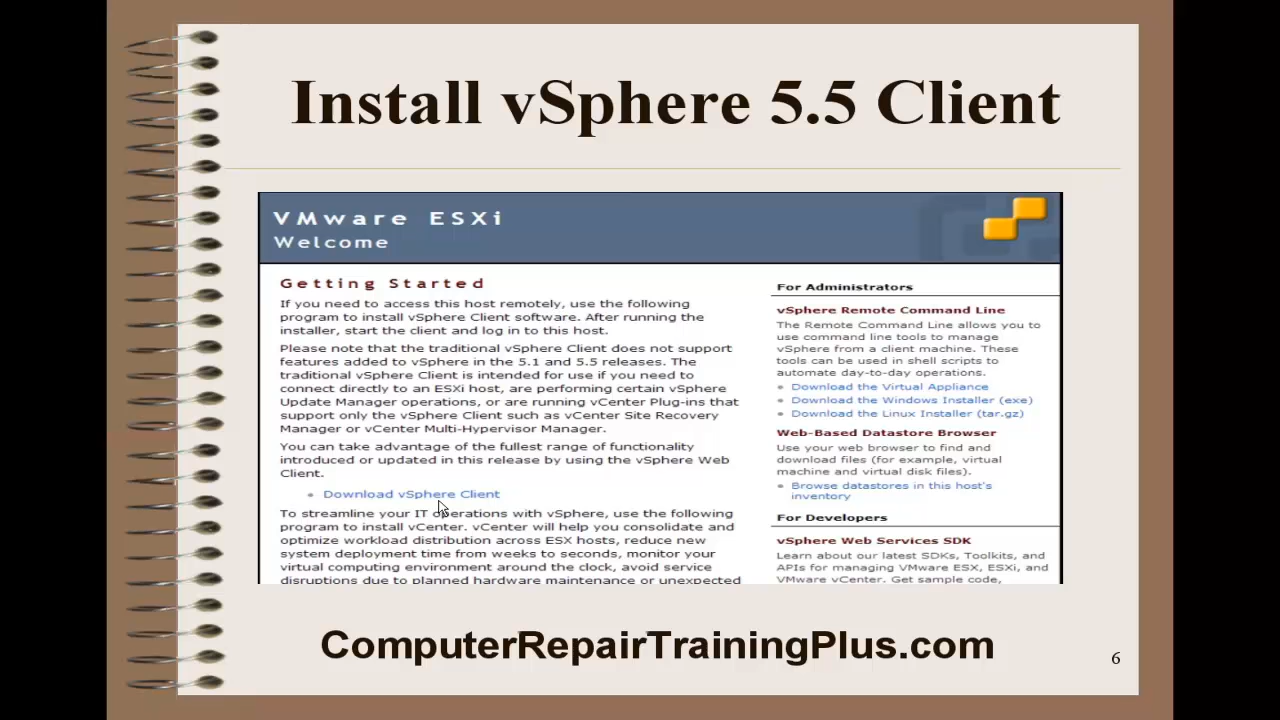 Install vSphere 5.5 Client
VMware ESXi
Welcome
Getting Started
If you need to access this host remotely, use the following
program to install vSphere Client software. After running the
installer, start the client and log in to this host.
Please note that the traditional vSphere Client does not support
features added to vSphere in the 5.1 and 5.5 releases. The
traditional vSphere Client is intended for use if you need to
connect directly to an ESXi host, are performing certain vSphere
Update Manager operations, or are running vCenter Plug-ins that
support only the vSphere Client such as vCenter Site Recovery
Manager or vCenter Multi-Hypervisor Manager.
You can take advantage of the fullest range of functionality
introduced or updated in this release by using the vSphere Web
Client.
• Download vSphere Client
To streamline your IT operations with vSphere, use the following
program to install vCenter. vCenter will help you consolidate and
optimize workload distribution across ESX hosts, reduce new
system deployment time from weeks to seconds, monitor your
virtual computing environment around the clock, avoid service
disruptions due to planned hardware maintenance or unexpected
For Administrators
vSphere Remote Command Line
The Remote Command Line allows you to
use command line tools to manage
vSphere from a client machine. These
tools can be used in shell scripts to
automate day-to-day operations.
• Download the Virtual Appliance
• Download the Windows Installer (exe)
• Download the Linux Installer (tar.gz)
Web-Based Datastore Browser
Use your web browser to find and
download files (for example, virtual
machine and virtual disk files).
• Browse datastores in this host's
inventory
For Developers
vSphere Web Services SDK
Learn about our latest SDKs, Toolkits, and
APIs for managing VMware ESX, ESXi, and
VMware vCenter. Get sample code,
ComputerRepairTrainingPlus.com
6